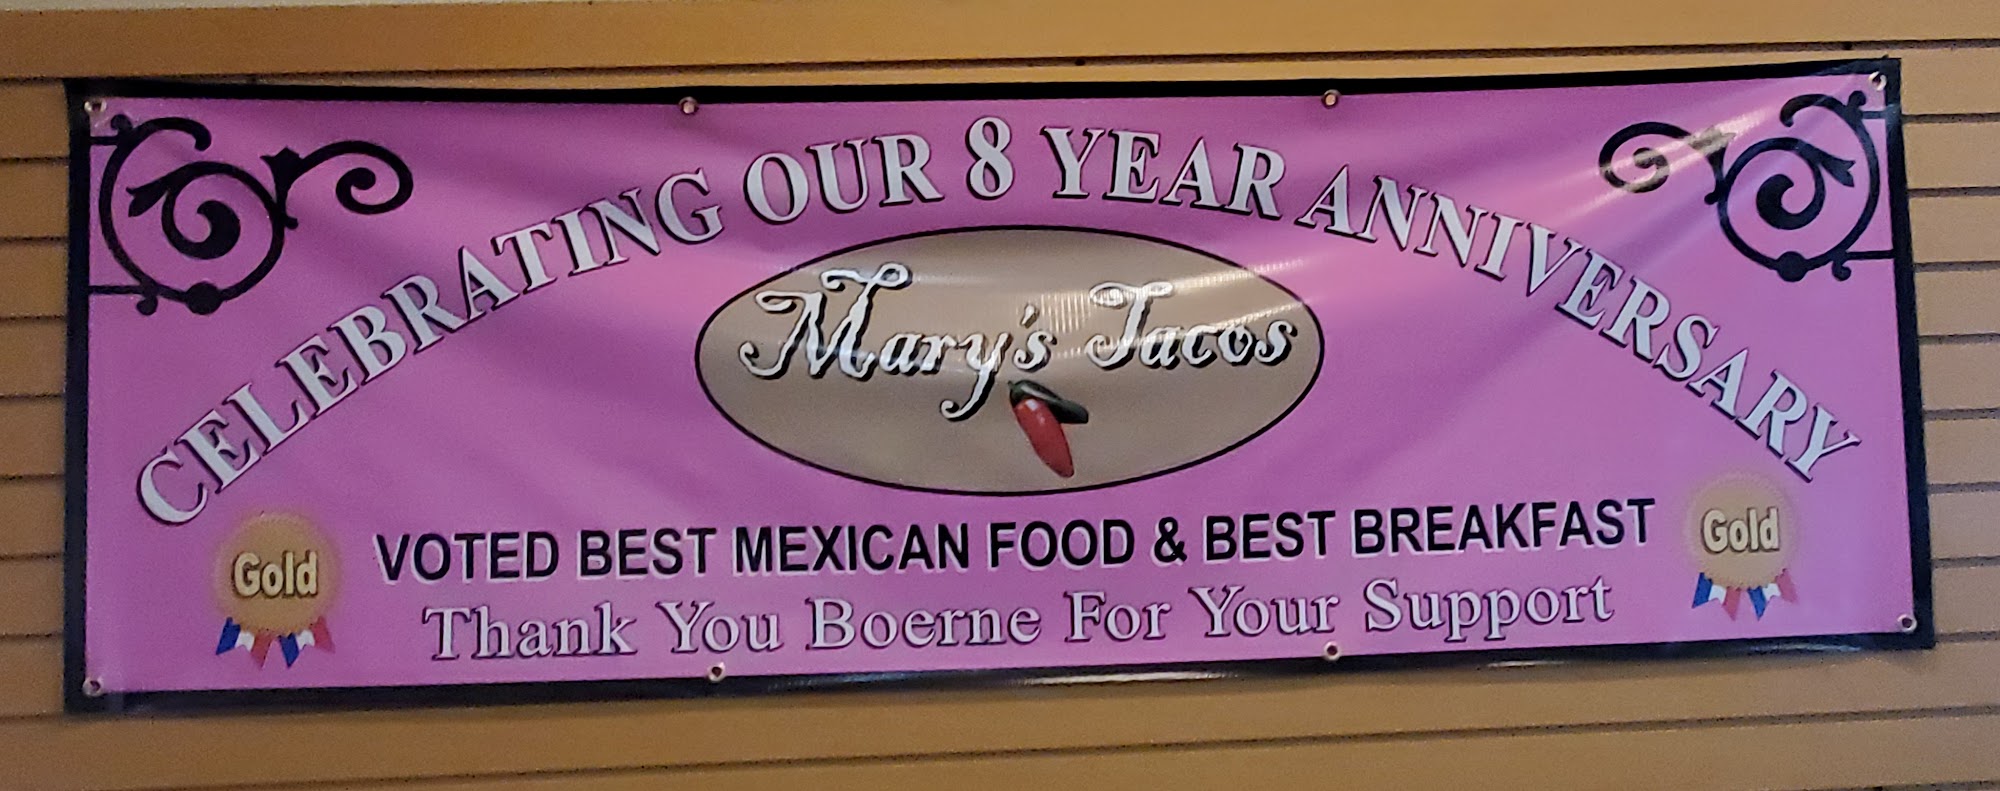 CELEBRATING OUR 8 YEAR ANNIVERSARY
Mary's Tacos
VOTED BEST MEXICAN FOOD & BEST BREAKFAST
Gold
Gold
Thank You Boerne For Your Support